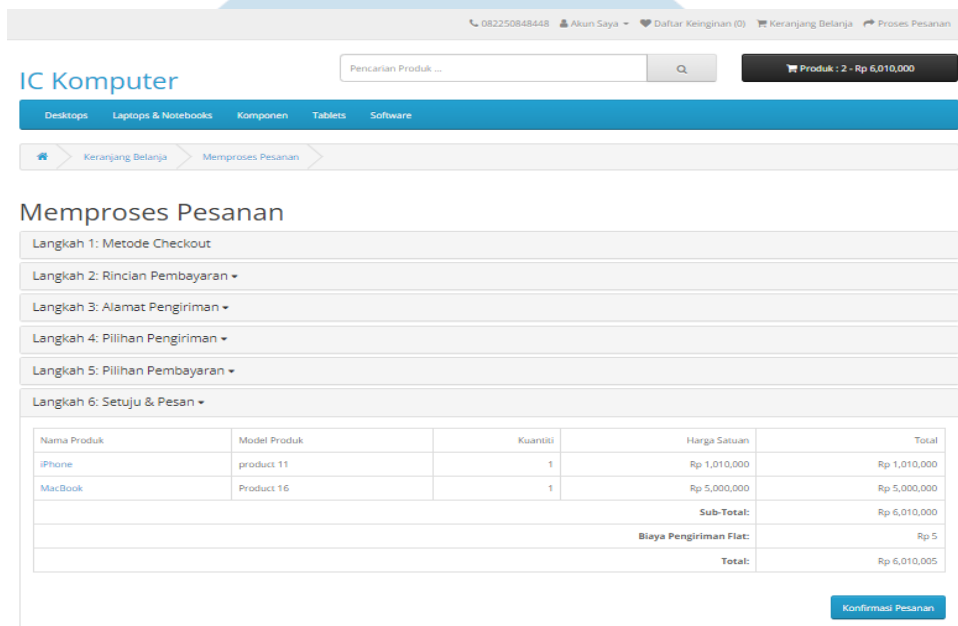 082250848448 Akun Saya Daftar Keinginan (0) Keranjang Belanja Proses Pesanan
IC Komputer
Pencarian Produk ...
Produk : 2 - Rp 6,010,000
Desktops Laptops & Notebooks Komponen Tablets Software
Keranjang Belanja Memproses Pesanan
Memproses Pesanan
Langkah 1: Metode Checkout
Langkah 2: Rincian Pembayaran
Langkah 3: Alamat Pengiriman
Langkah 4: Pilihan Pengiriman
Langkah 5: Pilihan Pembayaran
Langkah 6: Setuju & Pesan
Nama Produk Model Produk Kuantiti Harga Satuan Total
iPhone product 11 1 Rp 1,010,000 Rp 1,010,000
MacBook Product 16 1 Rp 5,000,000 Rp 5,000,000
Sub-Total: Rp 6,010,000
Biaya Pengiriman Flat: Rp 5
Total: Rp 6,010,005
Konfirmasi Pesanan